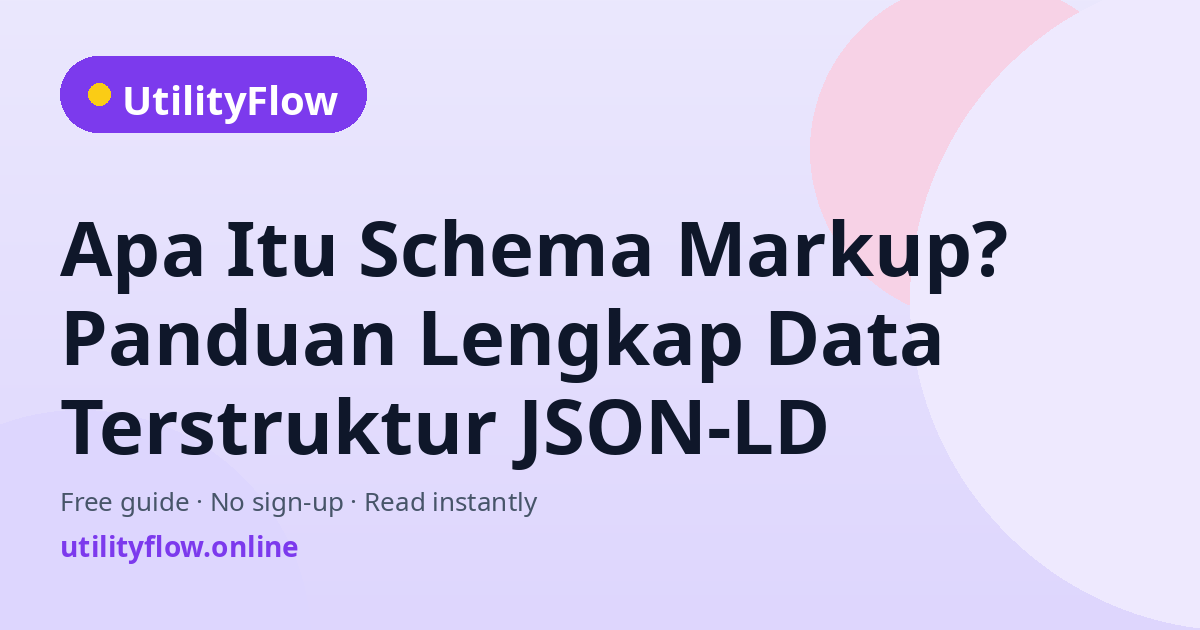 UtilityFlow
Apa Itu Schema Markup?
Panduan Lengkap Data
Terstruktur JSON-LD
Free guide · No sign-up · Read instantly
utilityflow.online